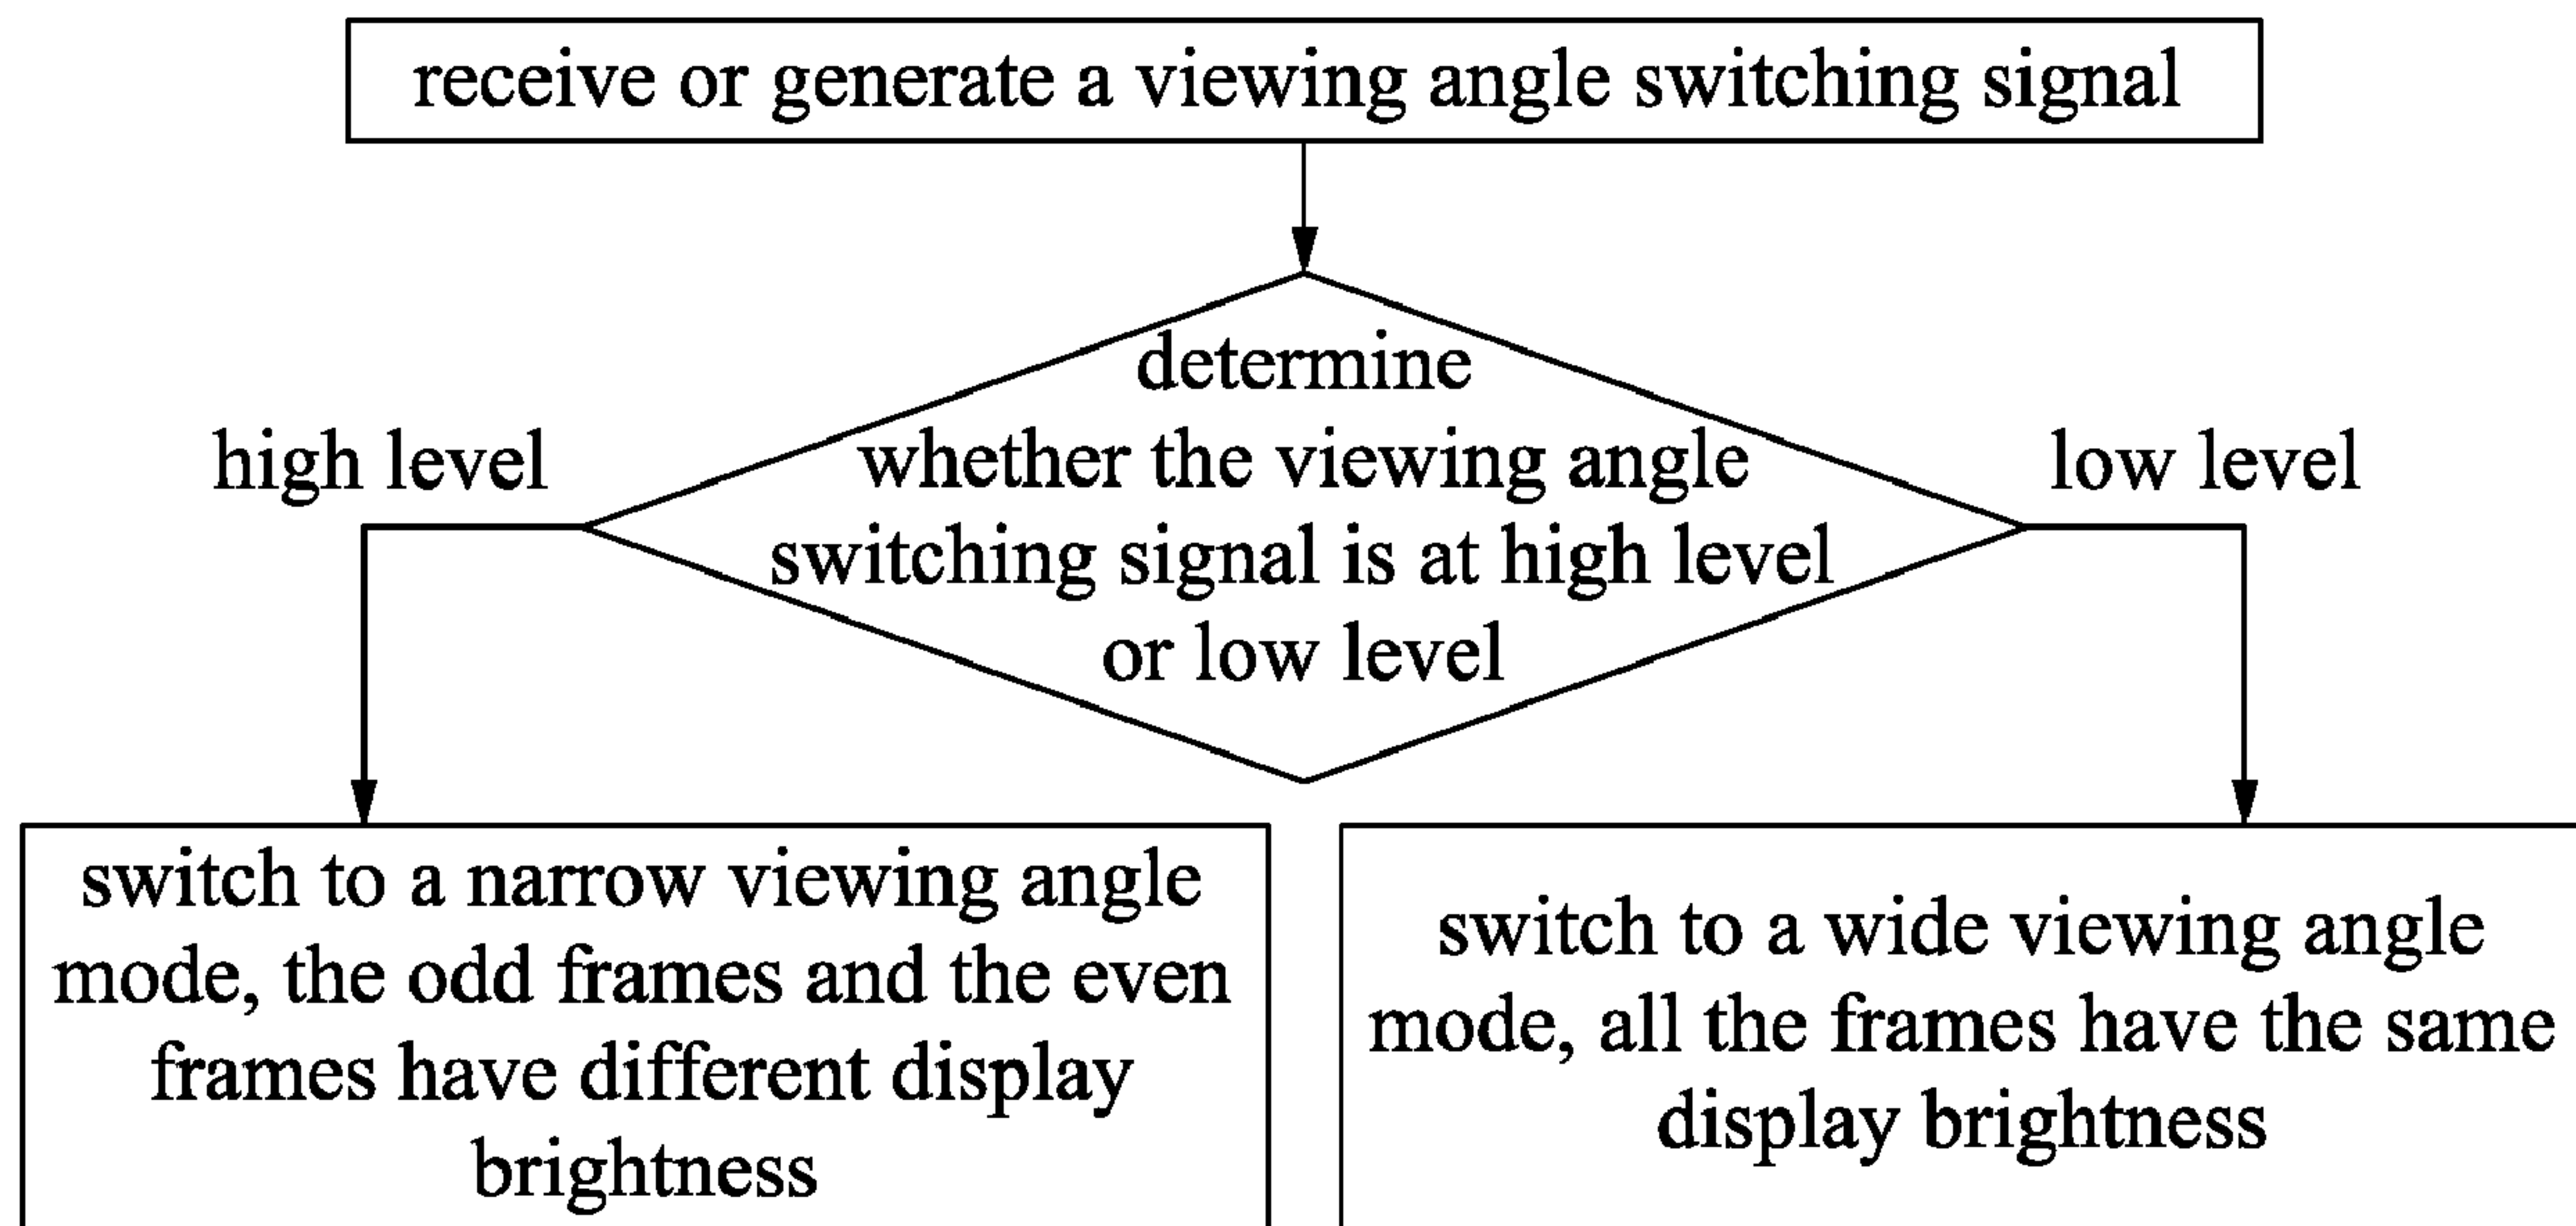 receive or generate a viewing angle switching signal
determine
whether the viewing angle
switching signal is at high level
or low level
high level
low level
switch to a narrow viewing angle
mode, the odd frames and the even
frames have different display
brightness
switch to a wide viewing angle
mode, all the frames have the same
display brightness